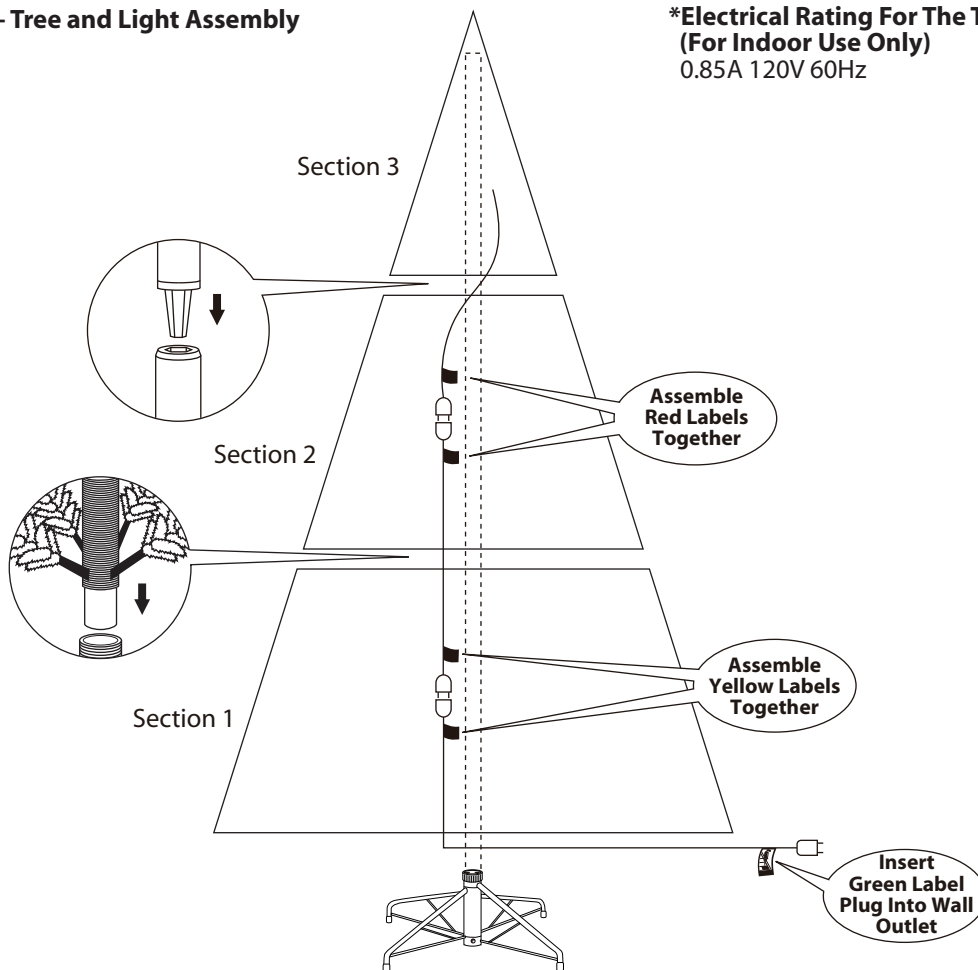 - Tree and Light Assembly
*Electrical Rating For The
(For Indoor Use Only)
0.85A 120V 60Hz
Section 3
Assemble
Red Labels
Together
Section 2
Assemble
Yellow Labels
Together
Section 1
Insert
Green Label
Plug Into Wall
Outlet